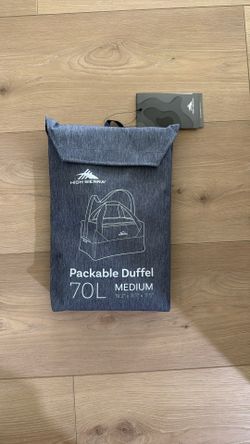 HIGH SIERRA
Packable Duffel
70L MEDIUM